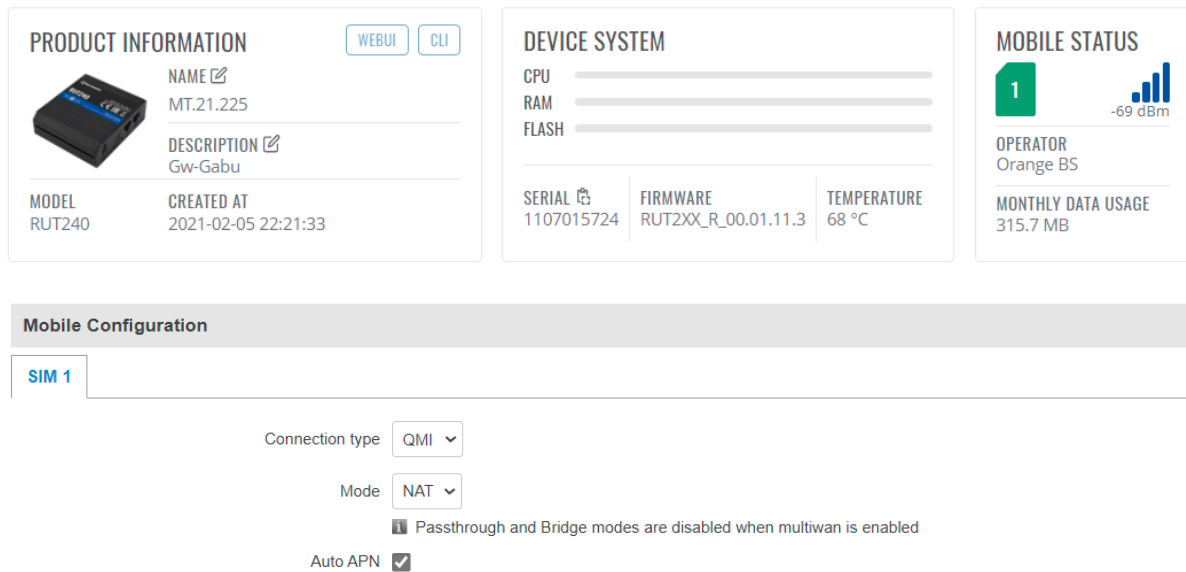 PRODUCT INFORMATION
WEBUI
CLI
NAME
MT.21.225
DESCRIPTION
Gw-Gabu
MODEL
RUT240
CREATED AT
2021-02-05 22:21:33
DEVICE SYSTEM
CPU
RAM
FLASH
SERIAL
1107015724
FIRMWARE
RUT2XX_R_00.01.11.3
TEMPERATURE
68 °C
MOBILE STATUS
1
-69 dBm
OPERATOR
Orange BS
MONTHLY DATA USAGE
315.7 MB
Mobile Configuration
SIM 1
Connection type QMI
Mode NAT
Passthrough and Bridge modes are disabled when multiwan is enabled
Auto APN